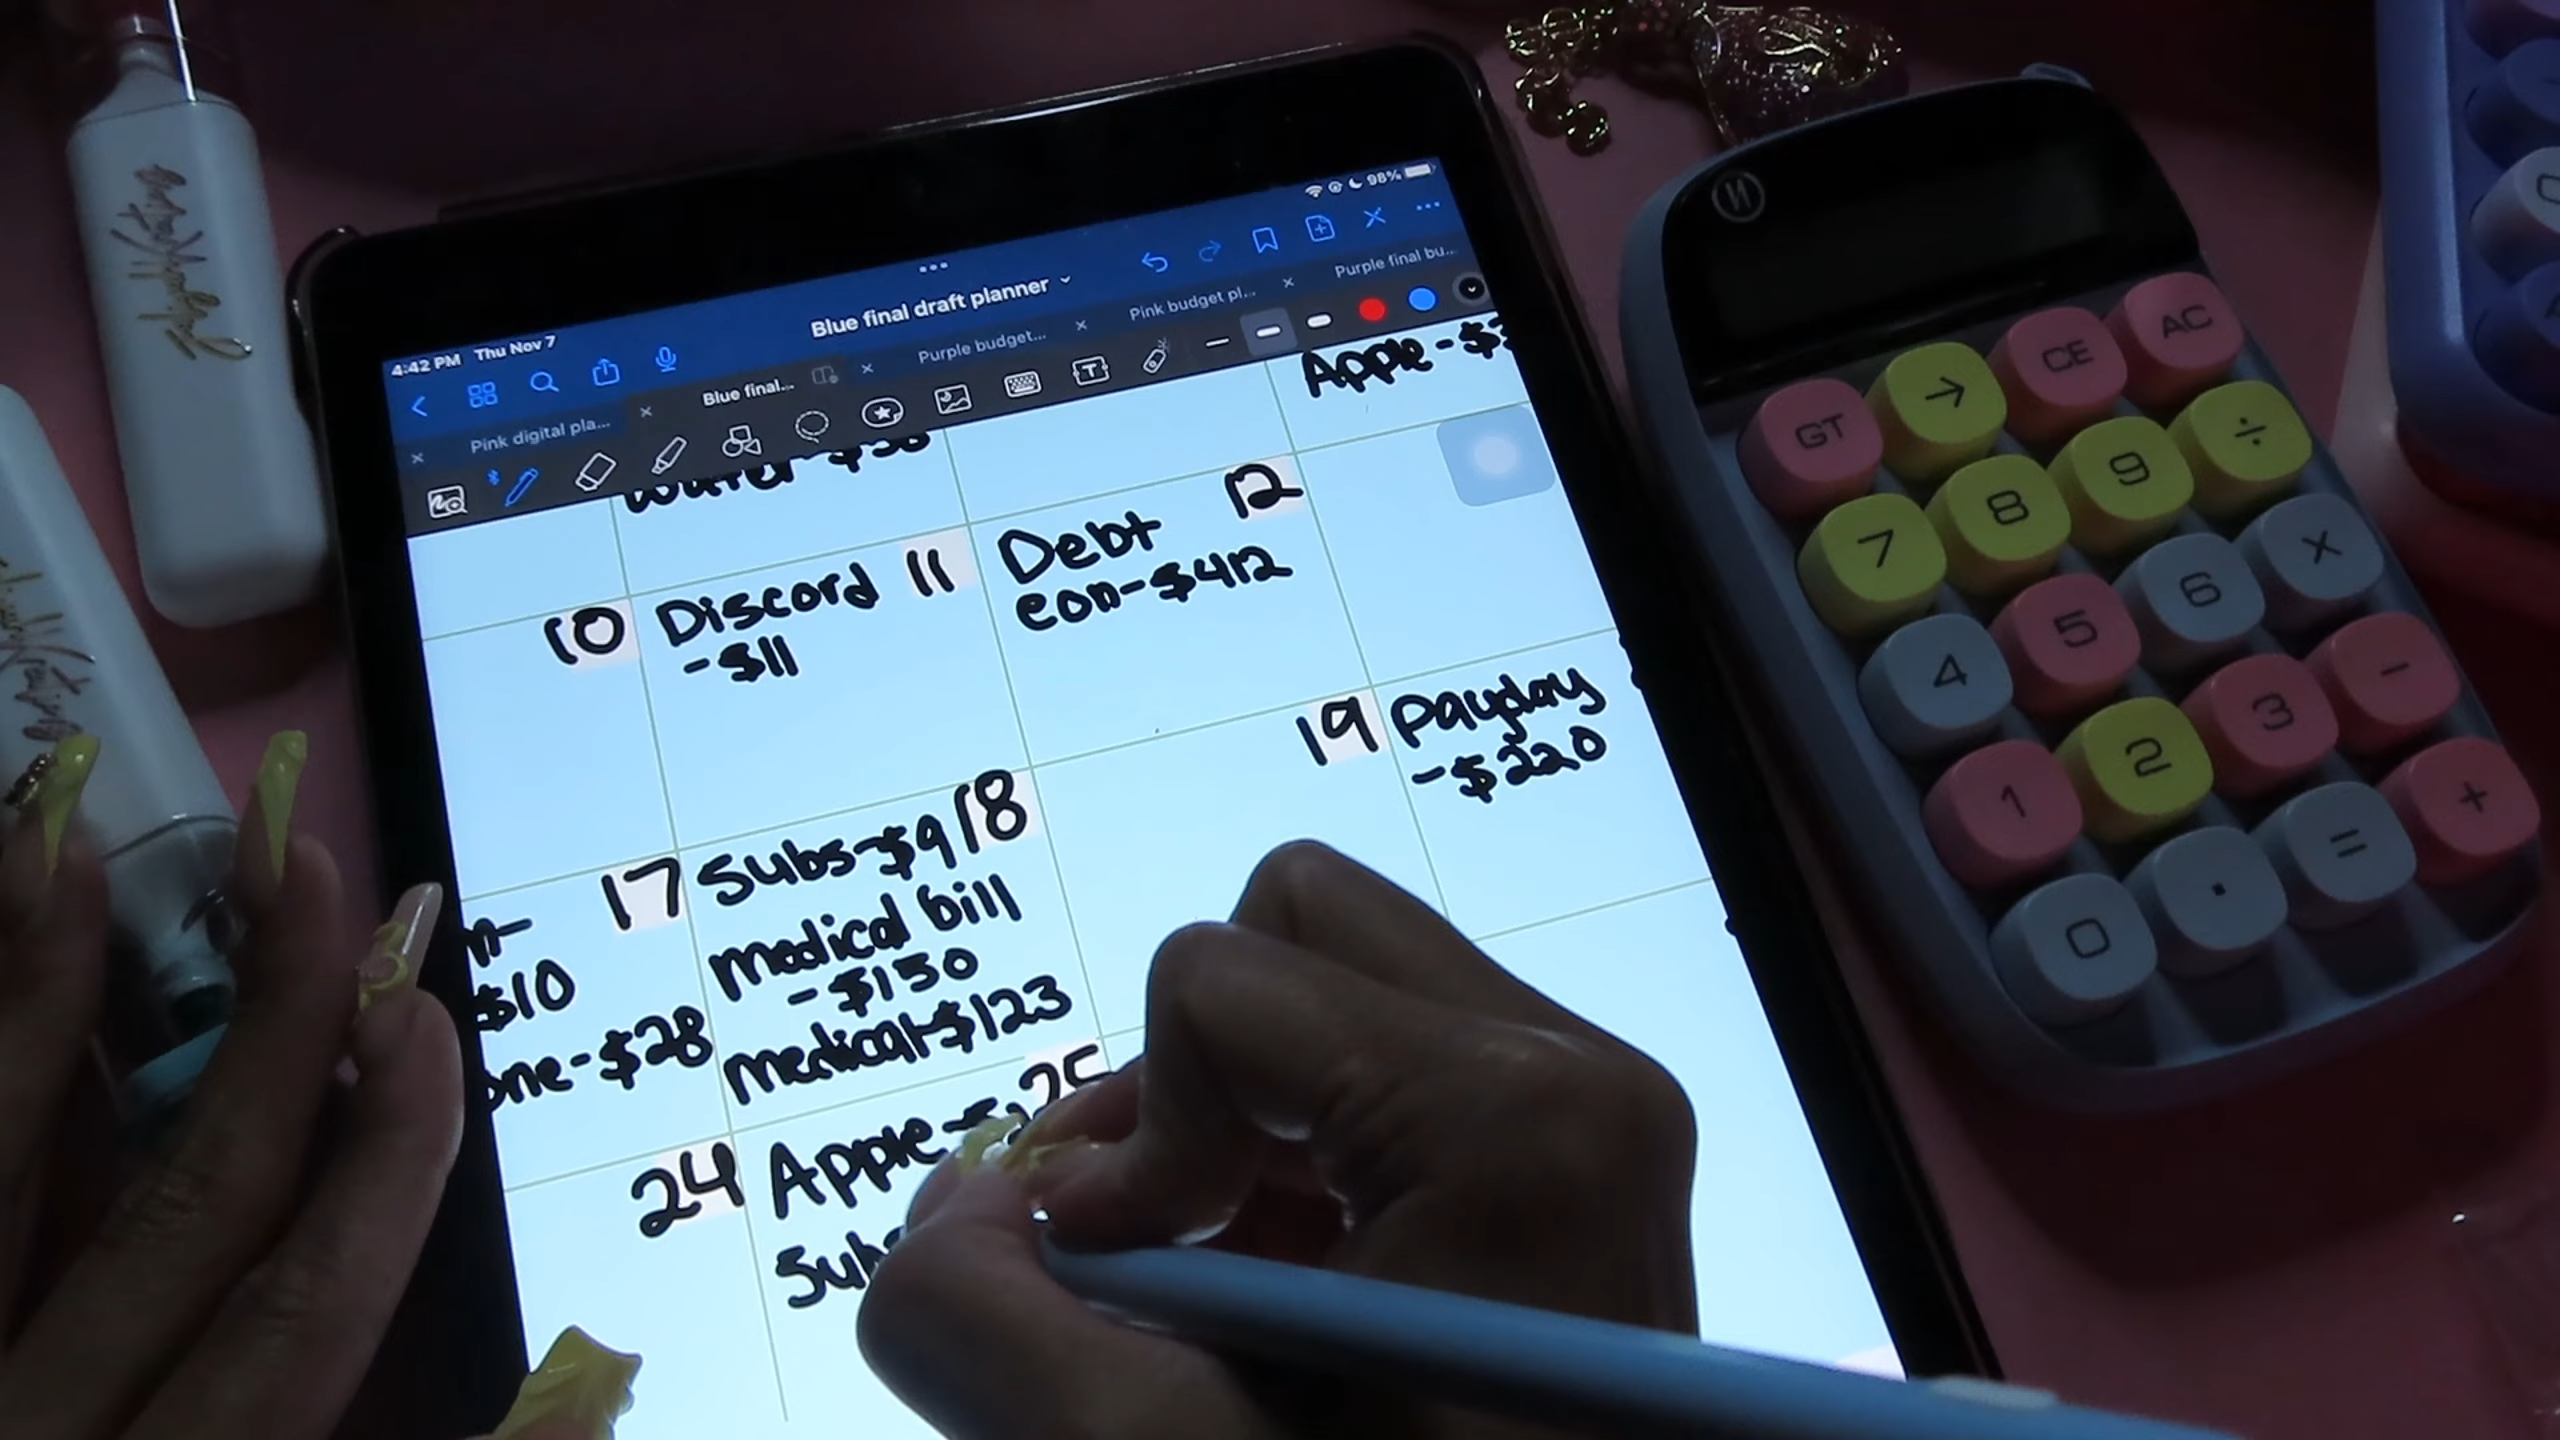 4:42 PM Thu Nov 7
98%
Blue final draft planner
Pink digital pla...
Blue final...
Purple budget...
Pink budget pl...
Purple final bu...
Apple-
10
Discord 11
-$11
Debt 12
eon-$412
17
$10
-$28
Subs-$9 18
medical bill
-$150
medical-$123
19
Payday
-$220
24
Apple- 25
GT → CE AC
7 8 9 ÷
4 5 6 ×
1 2 3 -
0 . = +